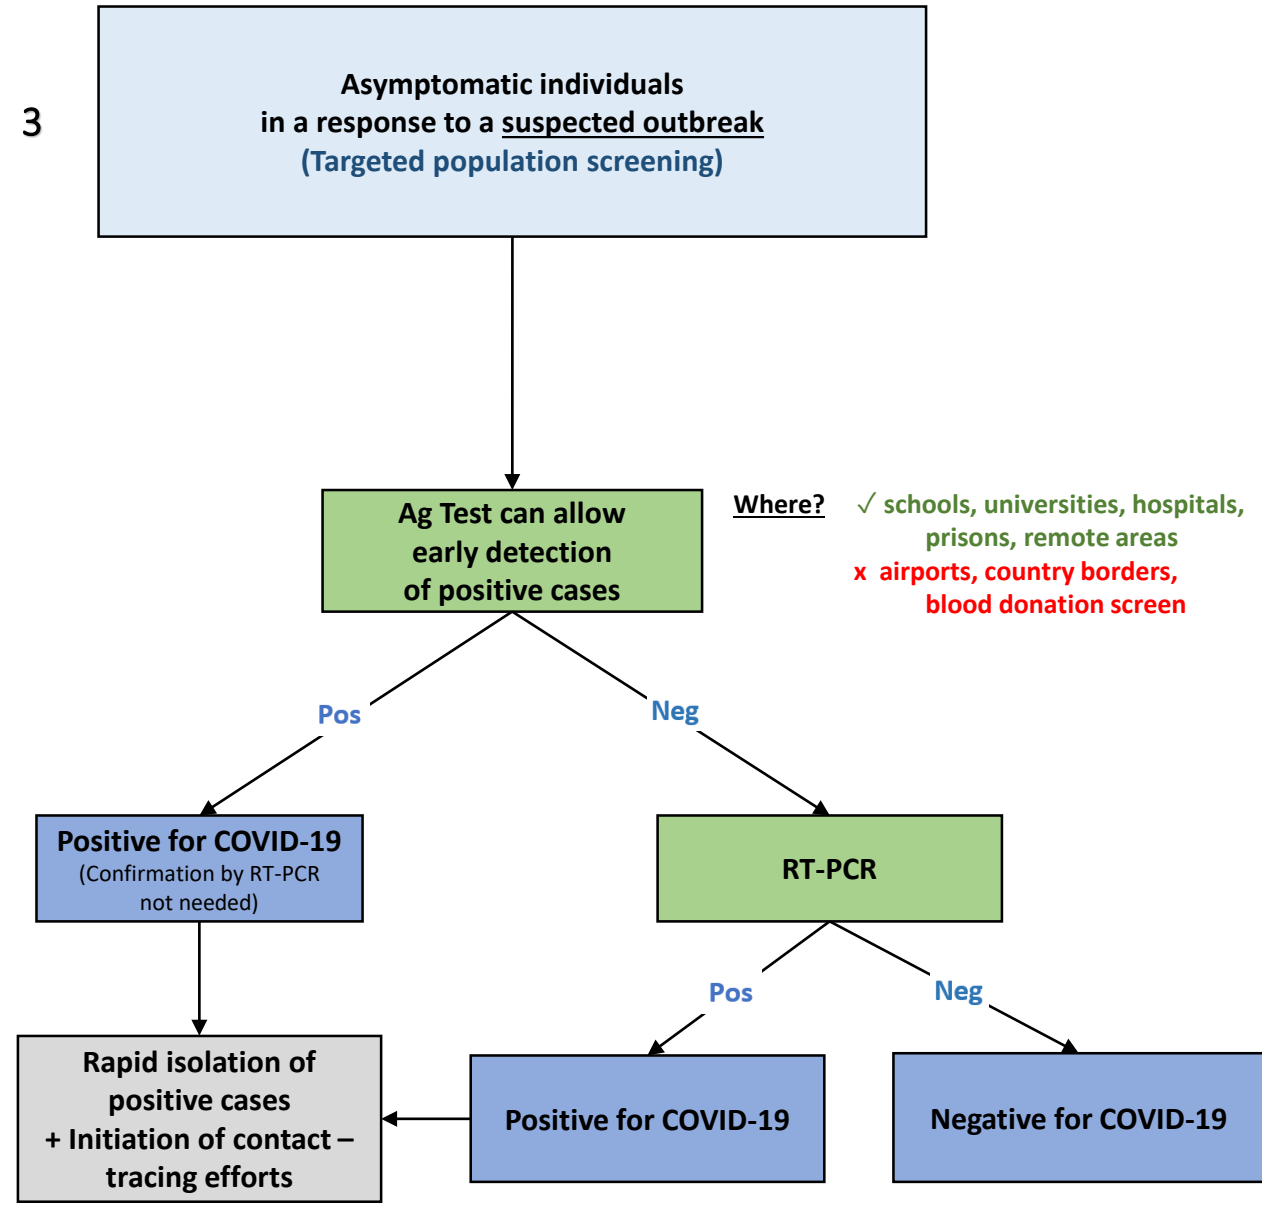 3
Asymptomatic individuals
in a response to a suspected outbreak
(Targeted population screening)
Ag Test can allow
early detection
of positive cases
Where? ✓ schools, universities, hospitals,
prisons, remote areas
x airports, country borders,
blood donation screen
Pos
Neg
Positive for COVID-19
(Confirmation by RT-PCR
not needed)
RT-PCR
Pos
Neg
Rapid isolation of
positive cases
+ Initiation of contact –
tracing efforts
Positive for COVID-19
Negative for COVID-19